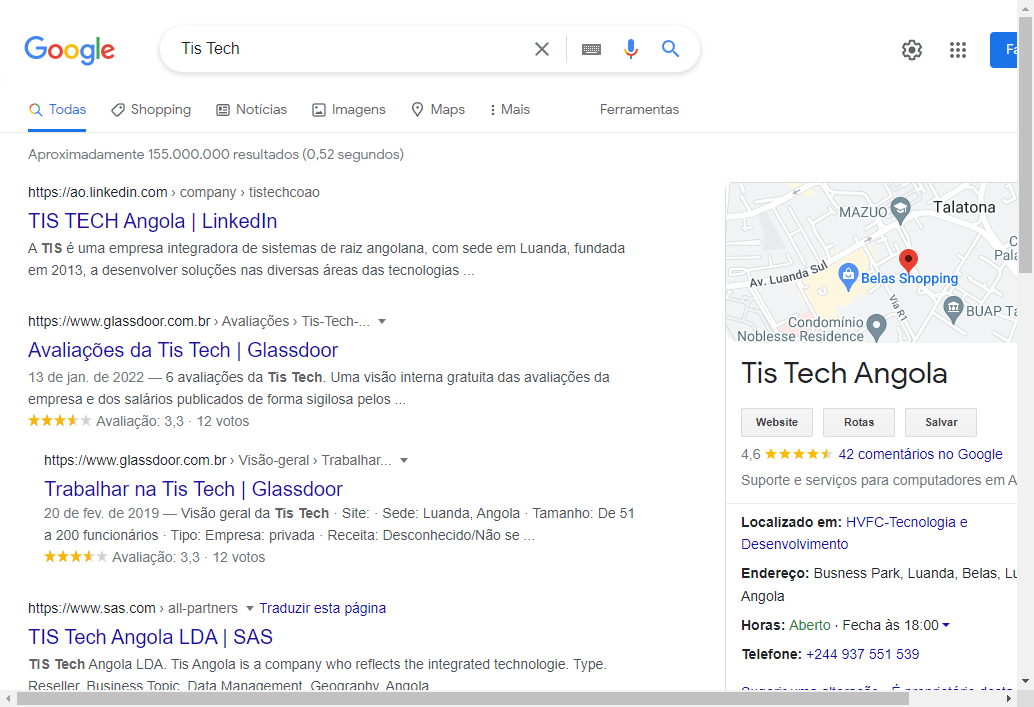 Google
Tis Tech
Todas
Shopping
Notícias
Imagens
Maps
Mais
Ferramentas
Aproximadamente 155.000.000 resultados (0,52 segundos)
https://ao.linkedin.com › company › tistechcoao
TIS TECH Angola | LinkedIn
A TIS é uma empresa integradora de sistemas de raiz angolana, com sede em Luanda, fundada
em 2013, a desenvolver soluções nas diversas áreas das tecnologias ...
https://www.glassdoor.com.br › Avaliações › Tis-Tech-...
Avaliações da Tis Tech | Glassdoor
13 de jan. de 2022 — 6 avaliações da Tis Tech. Uma visão interna gratuita das avaliações da
empresa e dos salários publicados de forma sigilosa pelos ...
Avaliação: 3,3 · 12 votos
https://www.glassdoor.com.br › Visão-geral › Trabalhar...
Trabalhar na Tis Tech | Glassdoor
20 de fev. de 2019 — Visão geral da Tis Tech · Site: · Sede: Luanda, Angola · Tamanho: De 51
a 200 funcionários · Tipo: Empresa: privada · Receita: Desconhecido/Não se ...
Avaliação: 3,3 · 12 votos
https://www.sas.com › all-partners
Traduzir esta página
TIS Tech Angola LDA | SAS
TIS Tech Angola LDA. Tis Angola is a company who reflects the integrated technologie. Type.
Reseller, Business Topic, Data Management, Geography, Angola
MAZUO
Talatona
Av. Luanda Sul
Belas Shopping
Via R1
BUAP
Condomínio
Noblesse Residence
Tis Tech Angola
Website
Rotas
Salvar
4,6
42 comentários no Google
Suporte e serviços para computadores em A
Localizado em: HVFC-Tecnologia e
Desenvolvimento
Endereço: Busness Park, Luanda, Belas, Lu
Angola
Horas: Aberto · Fecha às 18:00
Telefone: +244 937 551 539